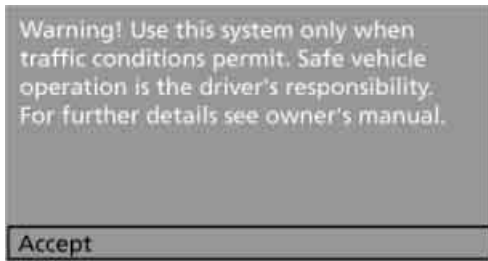 Warning! Use this system only when
traffic conditions permit. Safe vehicle
operation is the driver's responsibility.
For further details see owner's manual.
Accept